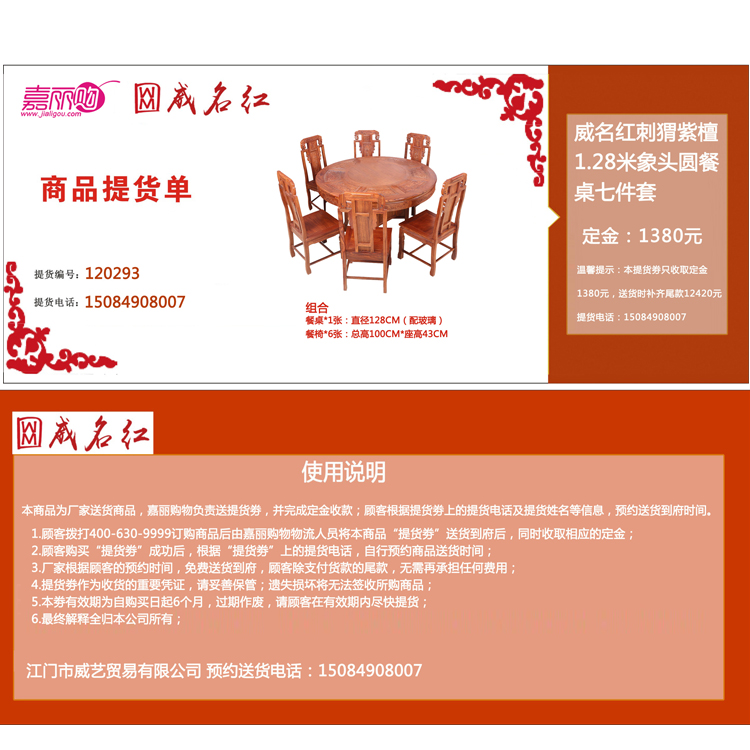 嘉丽购
www.jialigou.com
威名红
商品提货单
提货编号：120293
提货电话：15084908007
组合
餐桌*1张：直径128CM（配玻璃）
餐椅*6张：总高100CM*座高43CM
威名红刺猬紫檀
1.28米象头圆餐
桌七件套
定金：1380元
温馨提示：本提货券只收取定金
1380元，送货时补齐尾款12420元
提货电话：15084908007
威名红
使用说明
本商品为厂家送货商品，嘉丽购物负责送提货券，并完成定金收款；顾客根据提货券上的提货电话及提货姓名等信息，预约送货到府时间。
1.顾客拨打400-630-9999订购商品后由嘉丽购物物流人员将本商品“提货券”送货到府后，同时收取相应的定金；
2.顾客购买“提货券”成功后，根据“提货券”上的提货电话，自行预约商品送货时间；
3.厂家根据顾客的预约时间，免费送货到府，顾客除支付货款的尾款，无需再承担任何费用；
4.提货券作为收货的重要凭证，请妥善保管；遗失损坏将无法签收所购商品；
5.本券有效期为自购买日起6个月，过期作废，请顾客在有效期内尽快提货；
6.最终解释全归本公司所有；
江门市威艺贸易有限公司 预约送货电话：15084908007